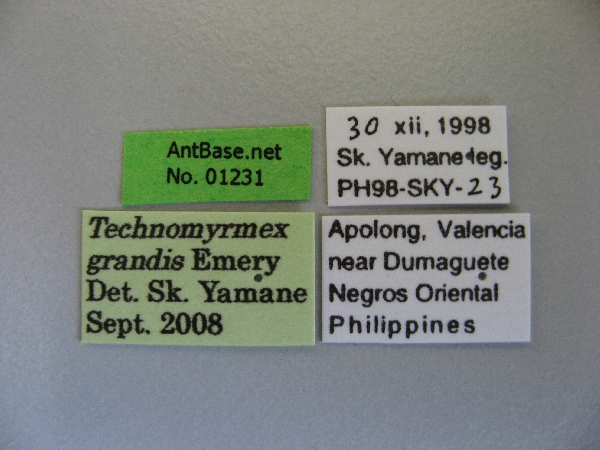 AntBase.net
No. 01231
30 xii, 1998
Sk. Yamane leg.
PH98-SKY-23
Technomyrmex
grandis Emery
Det. Sk. Yamane
Sept. 2008
Apolong, Valencia
near Dumaguete
Negros Oriental
Philippines